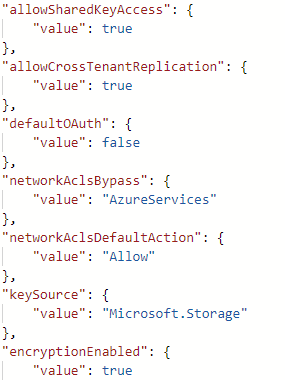 "allowSharedKeyAccess": {
    "value": true
},
"allowCrossTenantReplication": {
    "value": true
},
"defaultOAuth": {
    "value": false
},
"networkAclsBypass": {
    "value": "AzureServices"
},
"networkAclsDefaultAction": {
    "value": "Allow"
},
"keySource": {
    "value": "Microsoft.Storage"
},
"encryptionEnabled": {
    "value": true